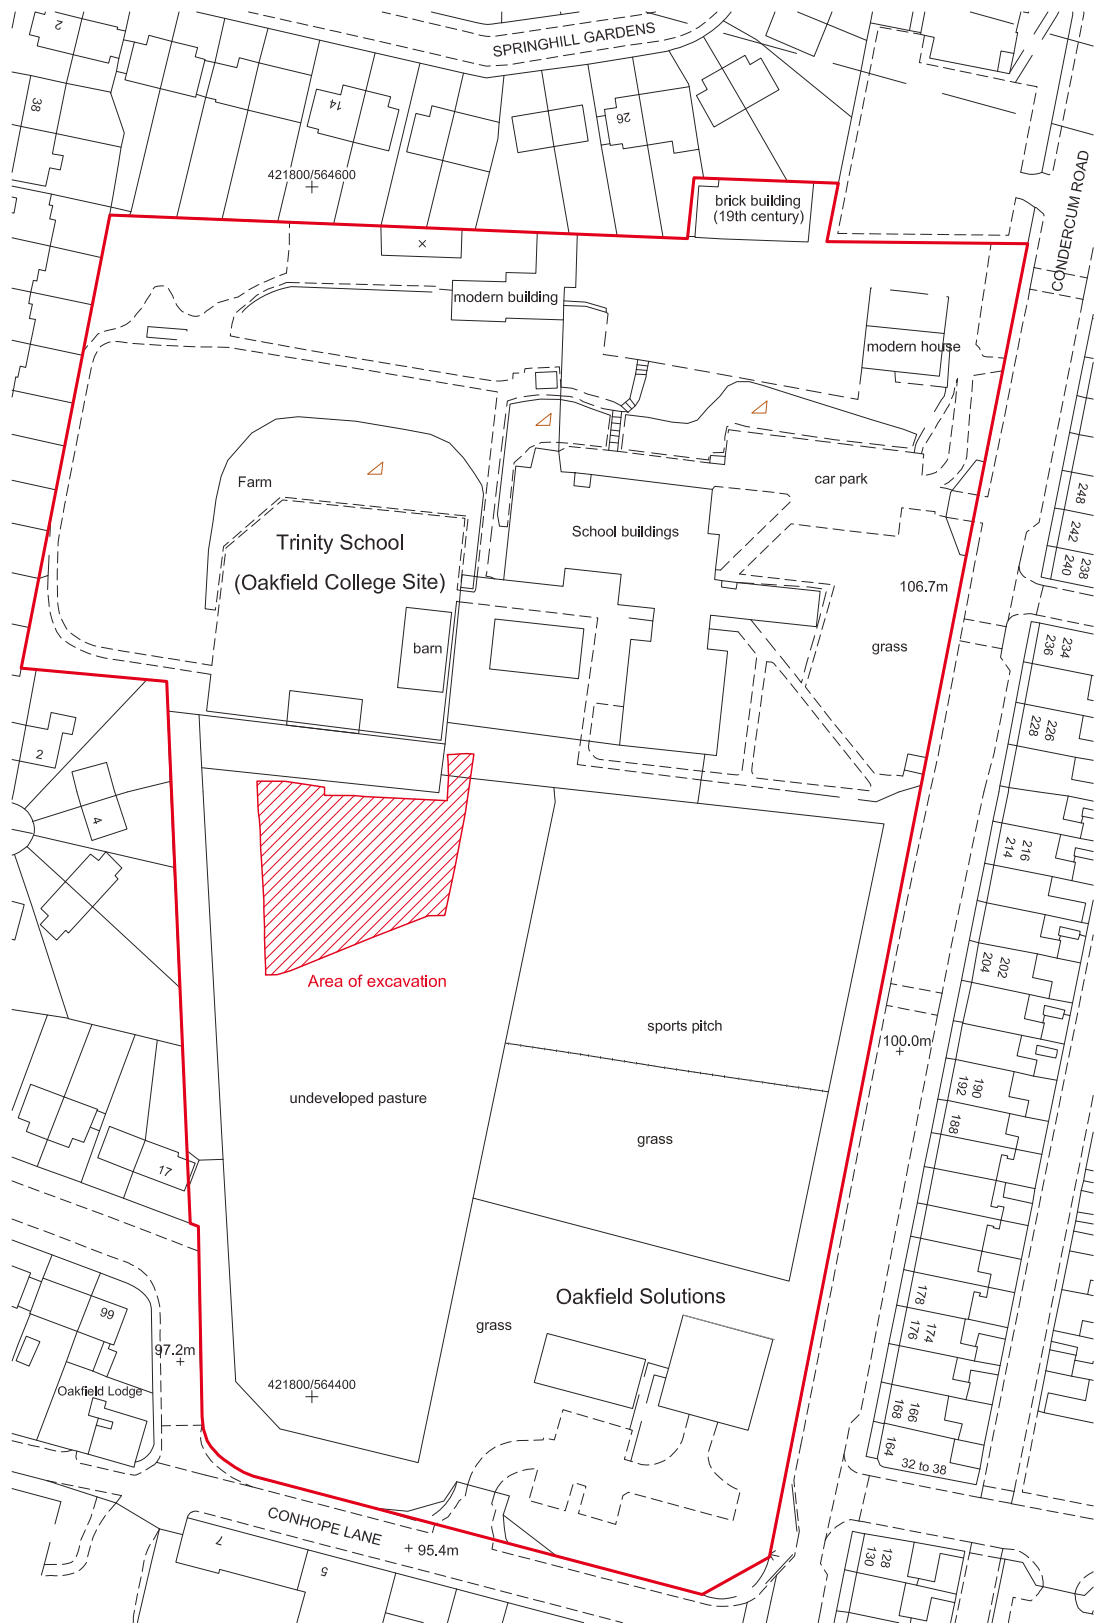 SPRINGHILL GARDENS
2
38
14
26
421800/564600
brick building
(19th century)
CONDERCUM ROAD
modern building
modern house
Farm
car park
248
242
240
238
School buildings
Trinity School
(Oakfield College Site)
106.7m
barn
grass
234
236
226
228
2
4
216
214
Area of excavation
202
204
sports pitch
100.0m
undeveloped pasture
190
192
188
grass
17
178
174
176
Oakfield Solutions
grass
99
97.2m
Oakfield Lodge
421800/564400
166
168
164
32 to 38
CONHOPE LANE
+ 95.4m
7
5
128
130